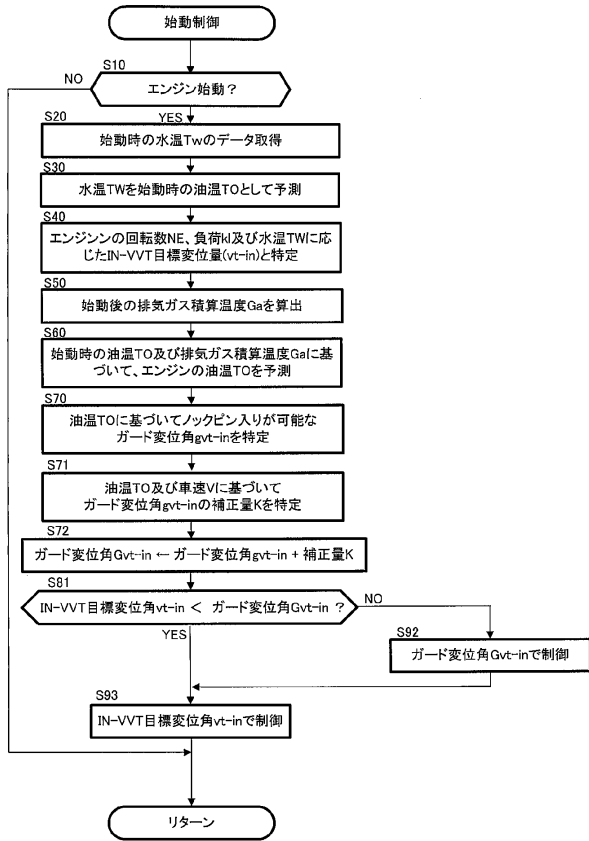 始動制御
S10
NO
エンジン始動？
YES
S20
始動時の水温Twのデータ取得
S30
水温TWを始動時の油温TOとして予測
S40
エンジンンの回転数NE、負荷kl及び水温TWに応
じたIN-VVT目標変位量(vt-in)と特定
S50
始動後の排気ガス積算温度Gaを算出
S60
始動時の油温TO及び排気ガス積算温度Gaに基
づいて、エンジンの油温TOを予測
S70
油温TOに基づいてノックピン入りが可能な
ガード変位角gvt-inを特定
S71
油温TO及び車速Vに基づいて
ガード変位角gvt-inの補正量Kを特定
S72
ガード変位角Gvt-in ← ガード変位角gvt-in + 補正量K
S81
IN-VVT目標変位角vt-in ＜ ガード変位角Gvt-in ？
NO
YES
S92
ガード変位角Gvt-inで制御
S93
IN-VVT目標変位角vt-inで制御
リターン